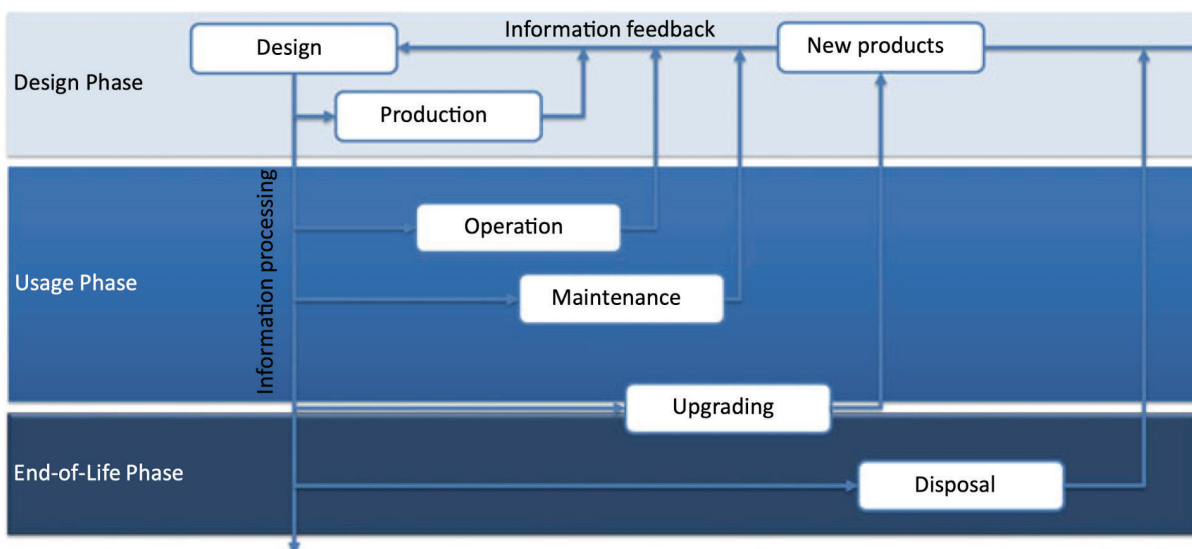 Information feedback
Design
New products
Design Phase
Production
Information processing
Operation
Usage Phase
Maintenance
Upgrading
End-of-Life Phase
Disposal